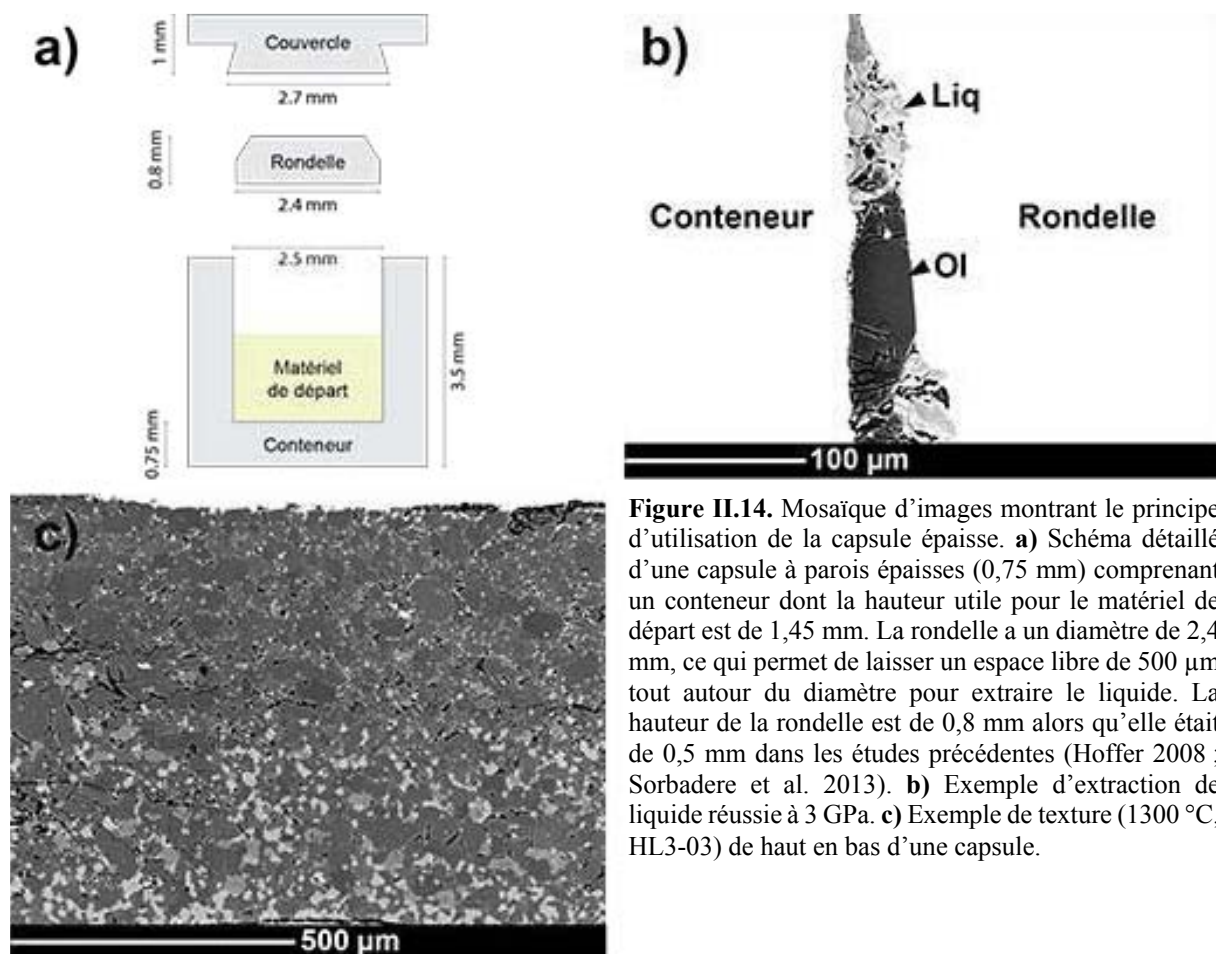 a)
Couvercle
1 mm
2.7 mm
Rondelle
0.8 mm
2.4 mm
2.5 mm
Matériel
de départ
3.5 mm
Conteneur
0.75 mm
b)
Liq
Conteneur
Rondelle
Ol
100 µm
c)
500 µm
Figure II.14. Mosaïque d’images montrant le principe
d’utilisation de la capsule épaisse. a) Schéma détaillé
d’une capsule à parois épaisses (0,75 mm) comprenant
un conteneur dont la hauteur utile pour le matériel de
départ est de 1,45 mm. La rondelle a un diamètre de 2,4
mm, ce qui permet de laisser un espace libre de 500 µm
tout autour du diamètre pour extraire le liquide. La
hauteur de la rondelle est de 0,8 mm alors qu’elle était
de 0,5 mm dans les études précédentes (Hoffer 2008 ;
Sorbadere et al. 2013). b) Exemple d’extraction de
liquide réussie à 3 GPa. c) Exemple de texture (1300 °C,
HL3-03) de haut en bas d’une capsule.